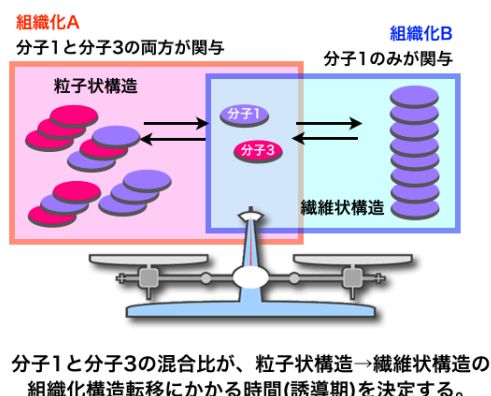 組織化A
分子1と分子3の両方が関与
組織化B
分子1のみが関与
粒子状構造
分子1
分子3
繊維状構造
分子1と分子3の混合比が、粒子状構造→繊維状構造の
組織化構造転移にかかる時間(誘導期)を決定する。